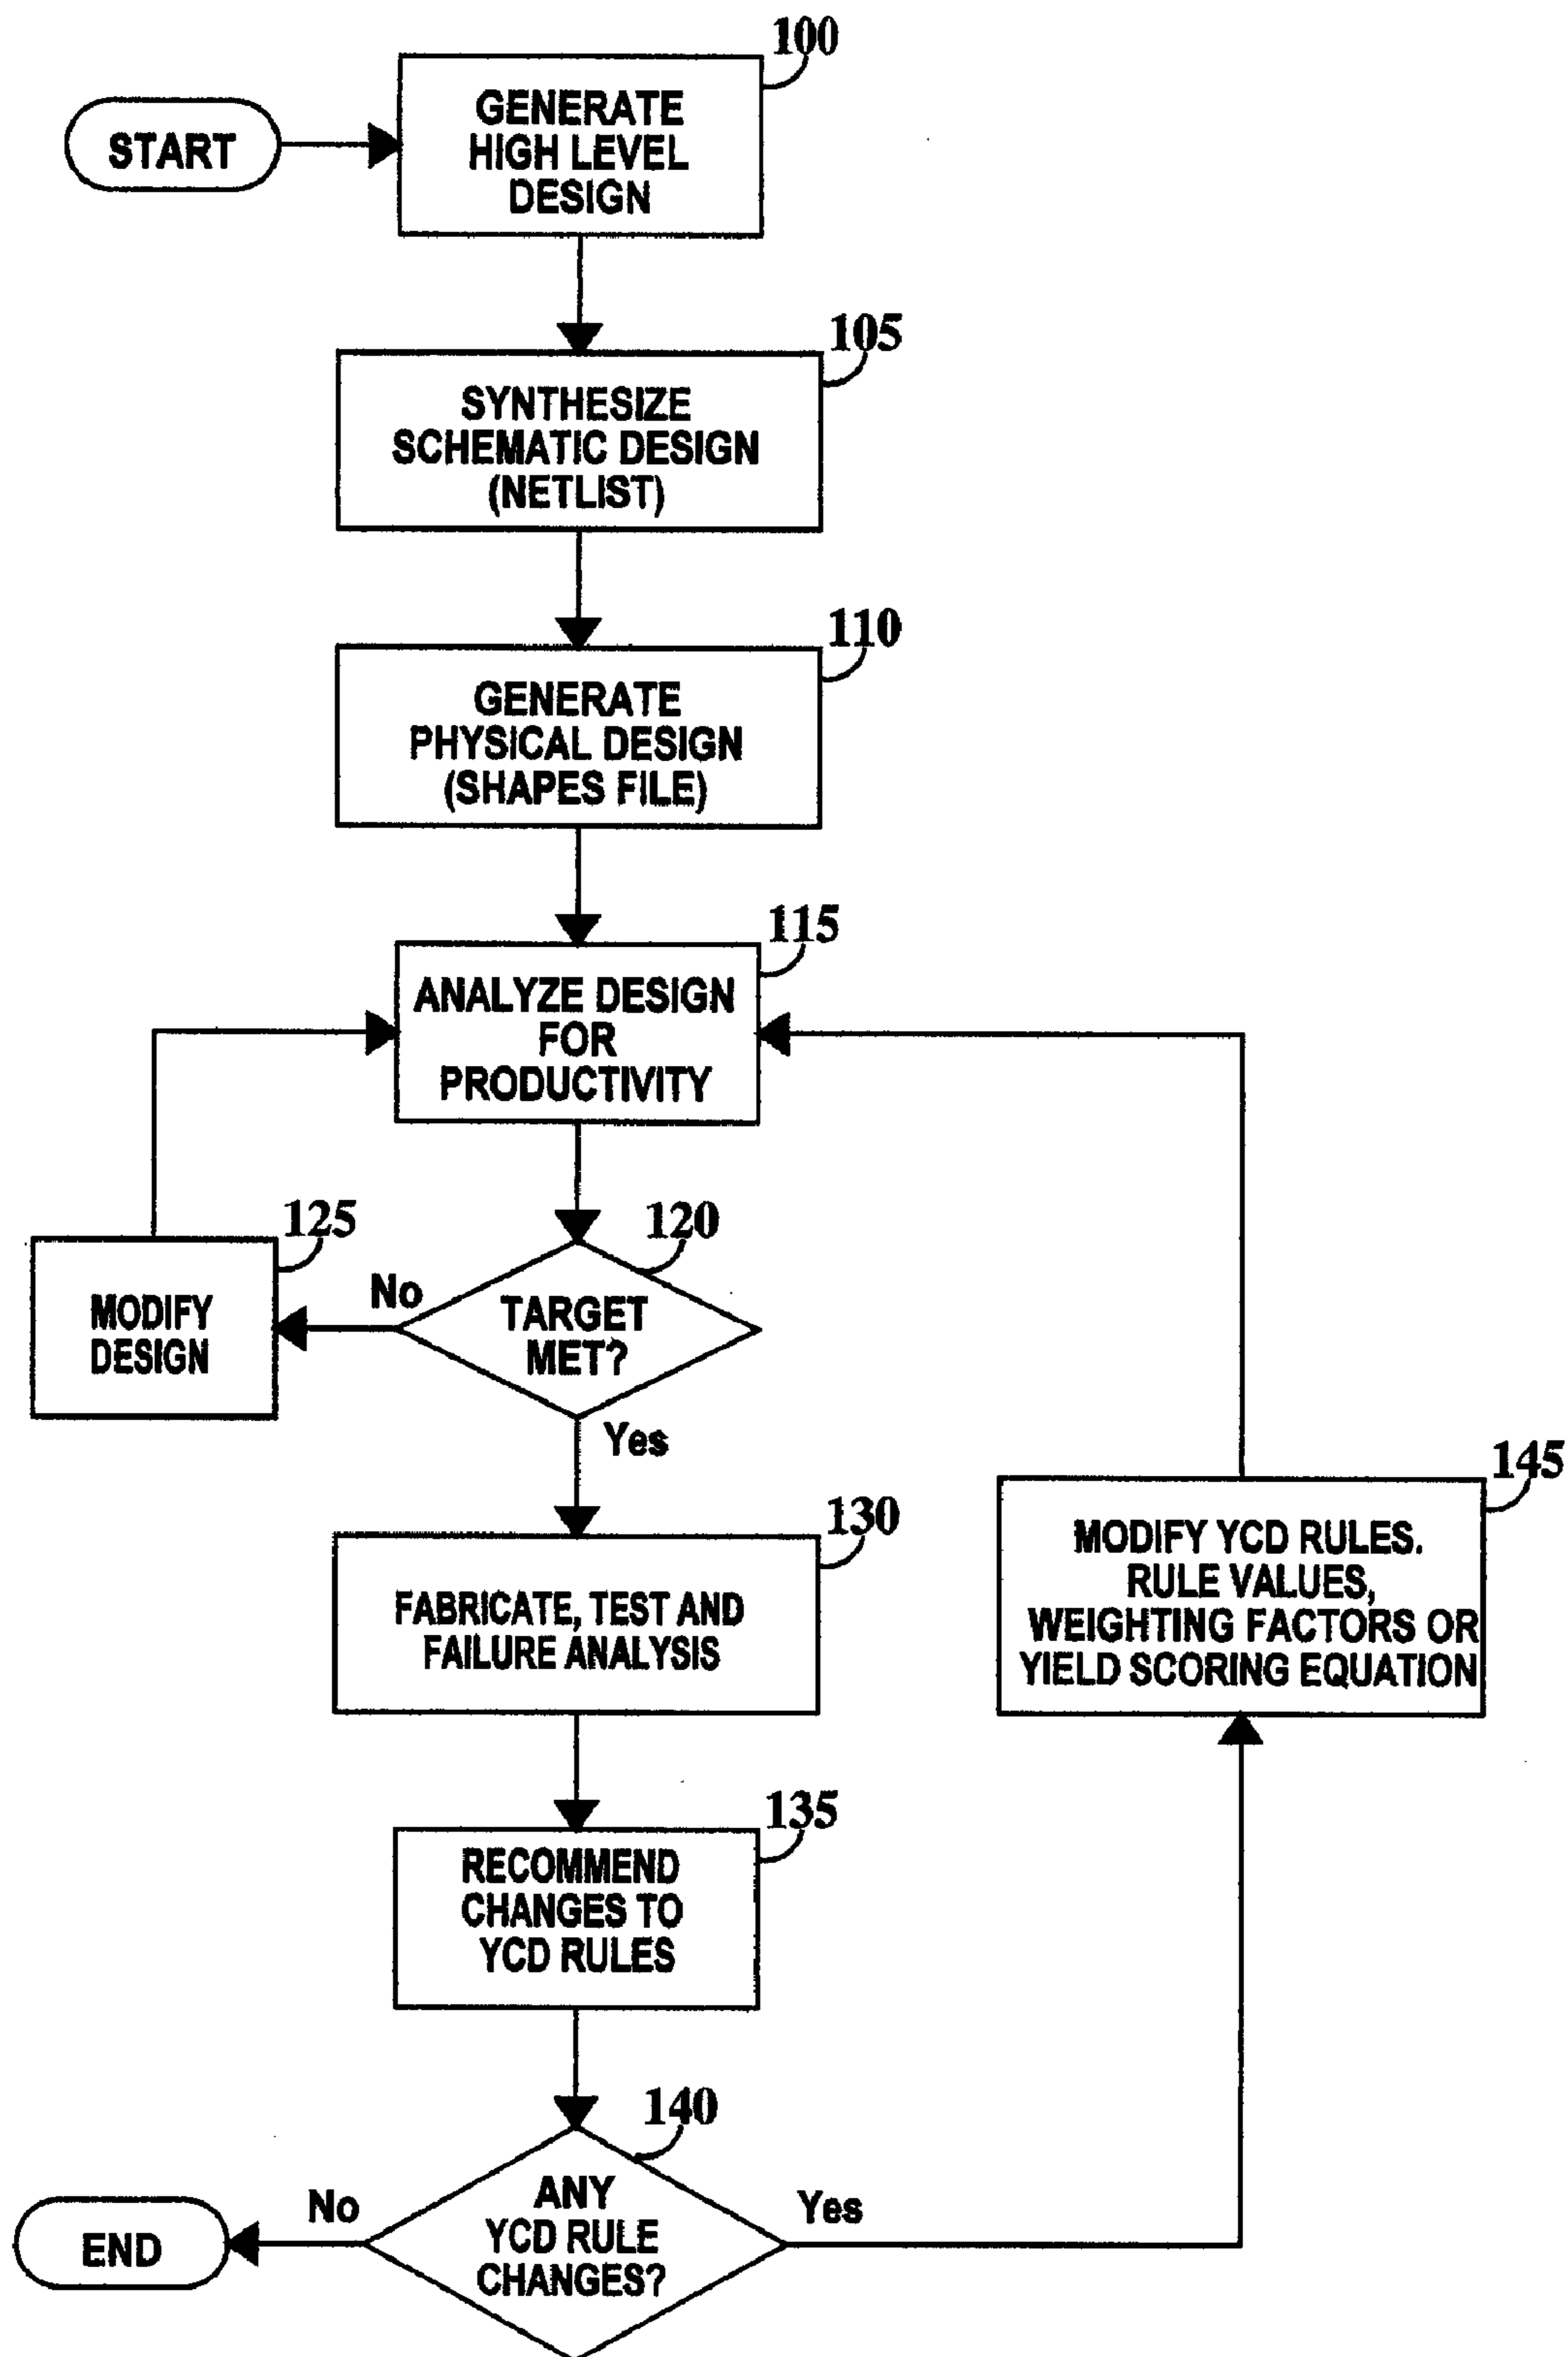 100
START
GENERATE
HIGH LEVEL
DESIGN
105
SYNTHESIZE
SCHEMATIC DESIGN
(NETLIST)
110
GENERATE
PHYSICAL DESIGN
(SHAPES FILE)
115
ANALYZE DESIGN
FOR
PRODUCTIVITY
125
120
MODIFY
DESIGN
No
TARGET
MET?
Yes
130
FABRICATE, TEST AND
FAILURE ANALYSIS
145
MODIFY YCD RULES.
RULE VALUES,
WEIGHTING FACTORS OR
YIELD SCORING EQUATION
135
RECOMMEND
CHANGES TO
YCD RULES
140
ANY
YCD RULE
CHANGES?
No
Yes
END